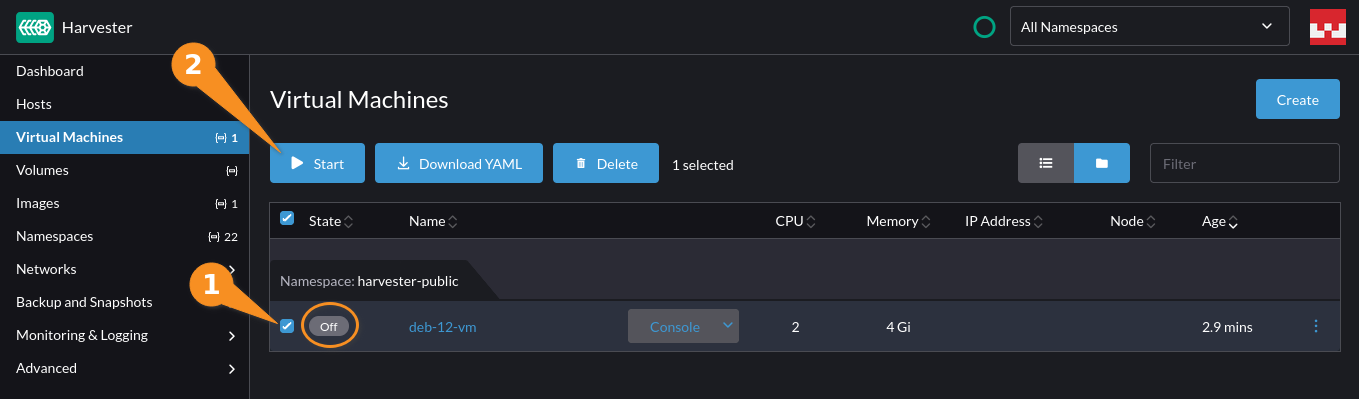 Harvester
All Namespaces
Dashboard
Hosts
Virtual Machines 1
Volumes
Images 1
Namespaces 22
Networks
Backup and Snapshots
Monitoring & Logging
Advanced
2
Virtual Machines
Create
Start Download YAML Delete 1 selected Filter
State Name CPU Memory IP Address Node Age
Namespace: harvester-public
1
Off deb-12-vm Console 2 4 Gi 2.9 mins